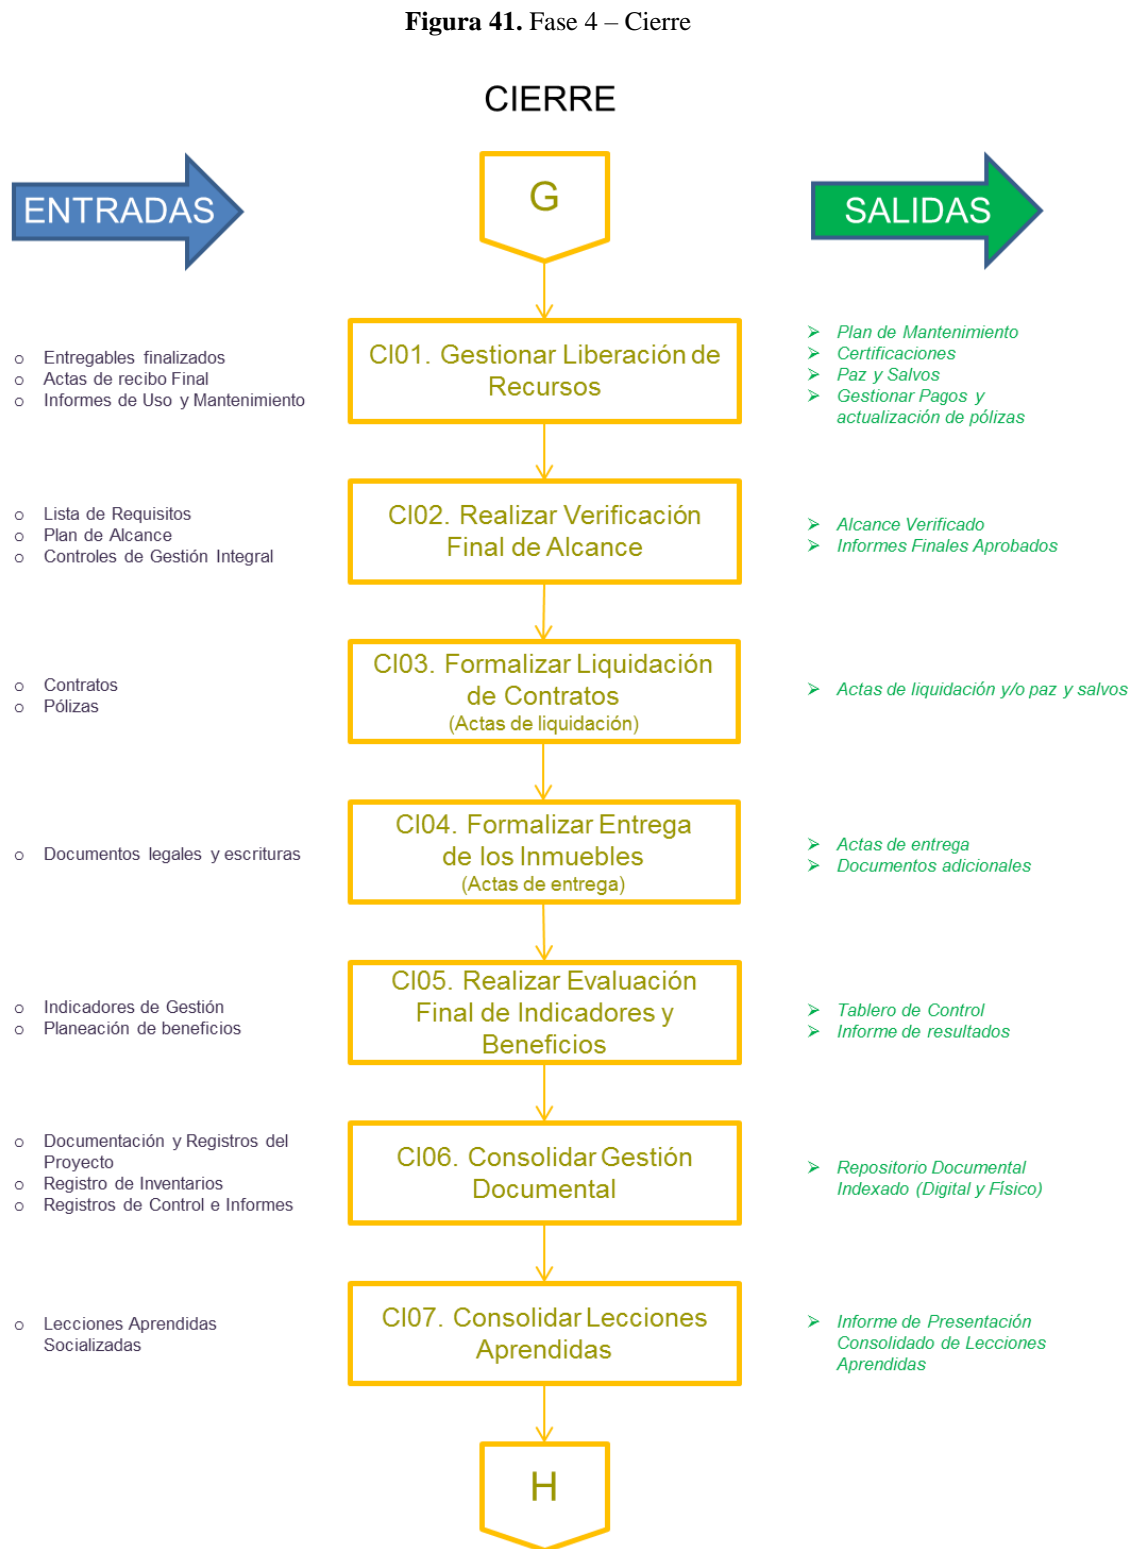 Figura 41. Fase 4 – Cierre
CIERRE
ENTRADAS
G
SALIDAS
o Entregables finalizados
o Actas de recibo Final
o Informes de Uso y Mantenimiento
CI01. Gestionar Liberación de
Recursos
➢ Plan de Mantenimiento
➢ Certificaciones
➢ Paz y Salvos
➢ Gestionar Pagos y
actualización de pólizas
o Lista de Requisitos
o Plan de Alcance
o Controles de Gestión Integral
CI02. Realizar Verificación
Final de Alcance
➢ Alcance Verificado
➢ Informes Finales Aprobados
o Contratos
o Pólizas
CI03. Formalizar Liquidación
de Contratos
(Actas de liquidación)
➢ Actas de liquidación y/o paz y salvos
o Documentos legales y escrituras
CI04. Formalizar Entrega
de los Inmuebles
(Actas de entrega)
➢ Actas de entrega
➢ Documentos adicionales
o Indicadores de Gestión
o Planeación de beneficios
CI05. Realizar Evaluación
Final de Indicadores y
Beneficios
➢ Tablero de Control
➢ Informe de resultados
o Documentación y Registros del
Proyecto
o Registro de Inventarios
o Registros de Control e Informes
CI06. Consolidar Gestión
Documental
➢ Repositorio Documental
Indexado (Digital y Físico)
o Lecciones Aprendidas
Socializadas
CI07. Consolidar Lecciones
Aprendidas
➢ Informe de Presentación
Consolidado de Lecciones
Aprendidas
H